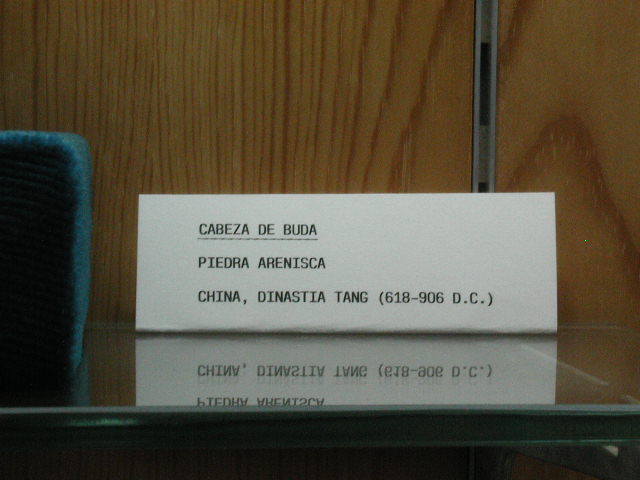 CABEZA DE BUDA
PIEDRA ARENISCA
CHINA, DINASTIA TANG (618-906 D.C.)